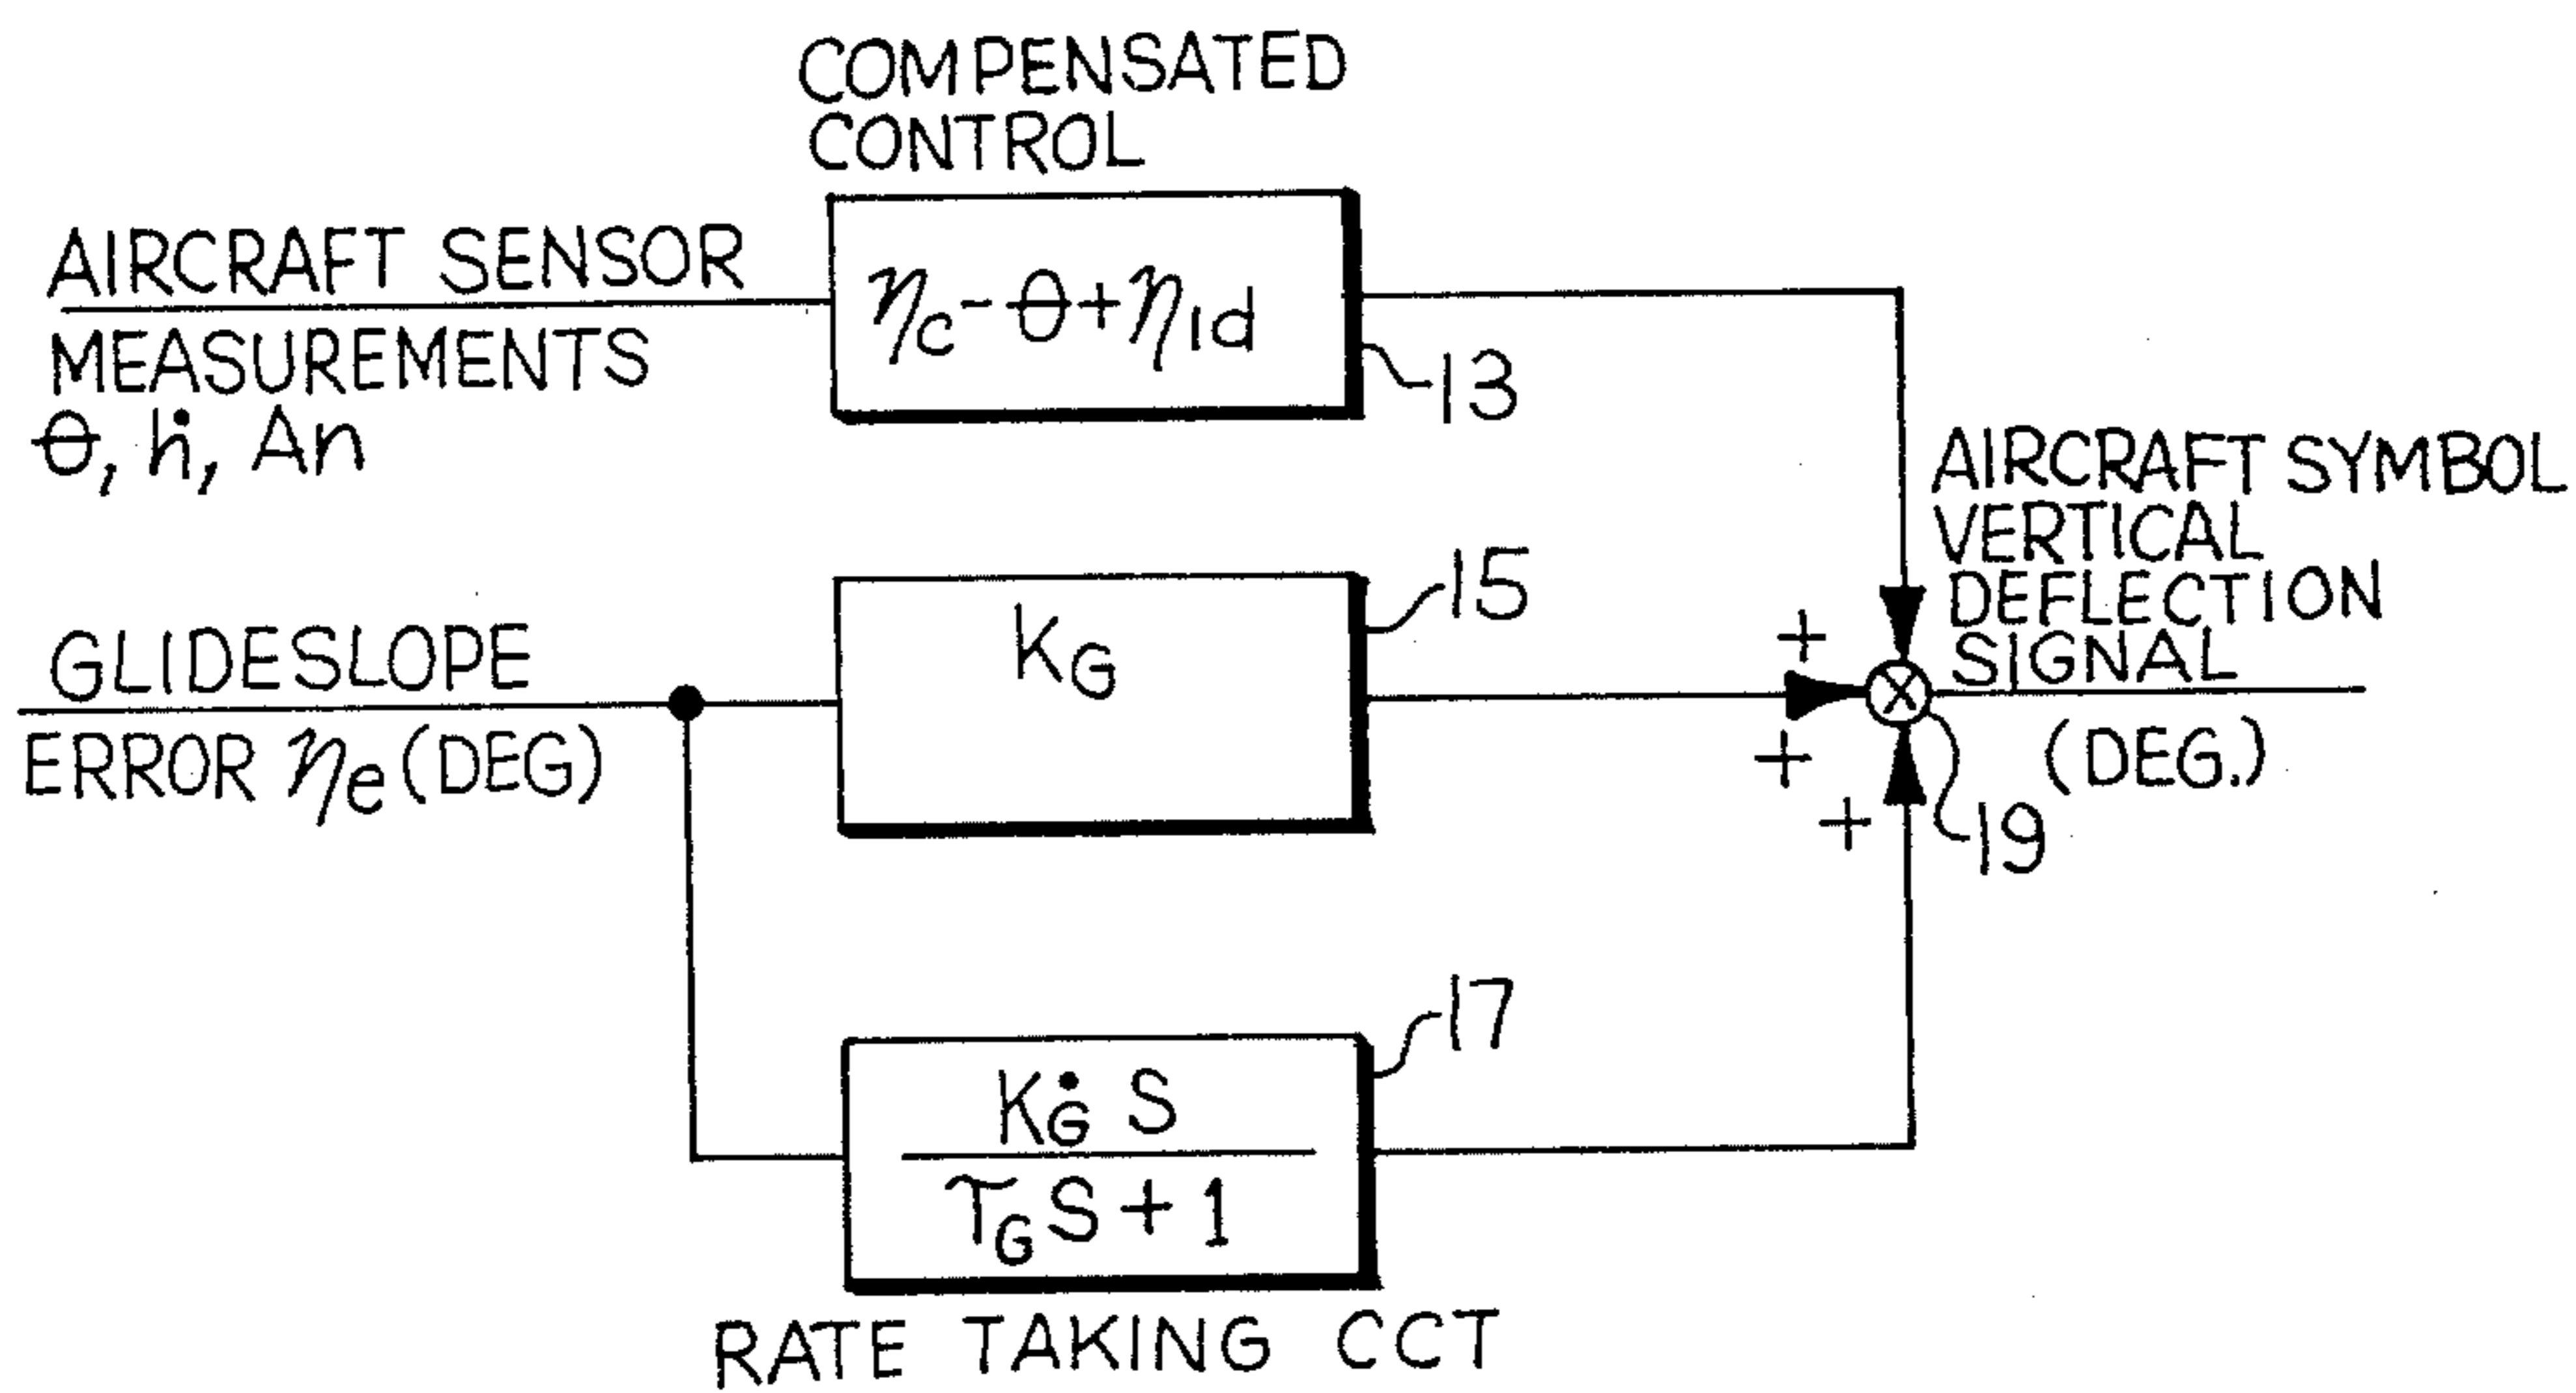 COMPENSATED
CONTROL
AIRCRAFT SENSOR
MEASUREMENTS
θ, ḣ, An
ηc - θ + η1d
13
GLIDESLOPE
ERROR ηe (DEG)
KG
15
AIRCRAFT SYMBOL
VERTICAL
DEFLECTION
SIGNAL
(DEG.)
+
+
+
X
19
17
KĠ S
τG S + 1
RATE TAKING CCT